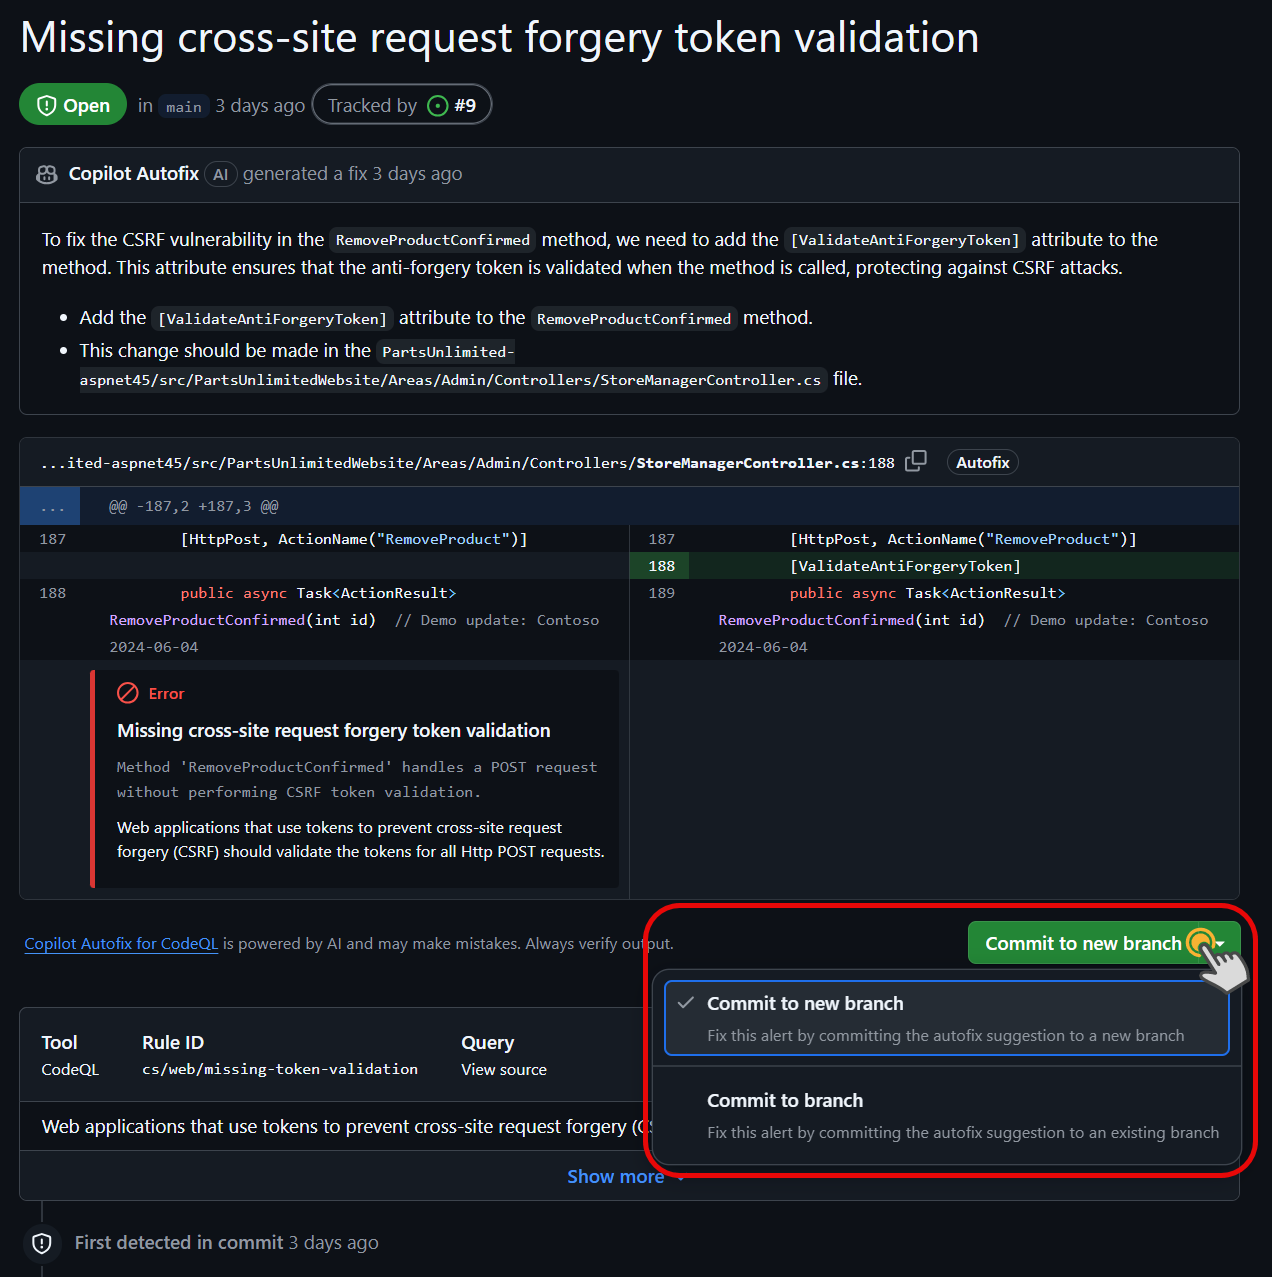 Missing cross-site request forgery token validation
Open in main 3 days ago Tracked by #9
Copilot Autofix AI generated a fix 3 days ago
To fix the CSRF vulnerability in the RemoveProductConfirmed method, we need to add the [ValidateAntiForgeryToken] attribute to the
method. This attribute ensures that the anti-forgery token is validated when the method is called, protecting against CSRF attacks.
• Add the [ValidateAntiForgeryToken] attribute to the RemoveProductConfirmed method.
• This change should be made in the PartsUnlimited-
aspnet45/src/PartsUnlimitedWebsite/Areas/Admin/Controllers/StoreManagerController.cs file.
...ited-aspnet45/src/PartsUnlimitedWebsite/Areas/Admin/Controllers/StoreManagerController.cs:188 Autofix
... @@ -187,2 +187,3 @@
187 [HttpPost, ActionName("RemoveProduct")]
188 public async Task<ActionResult>
RemoveProductConfirmed(int id) // Demo update: Contoso
2024-06-04
187 [HttpPost, ActionName("RemoveProduct")]
188 [ValidateAntiForgeryToken]
189 public async Task<ActionResult>
RemoveProductConfirmed(int id) // Demo update: Contoso
2024-06-04
Error
Missing cross-site request forgery token validation
Method 'RemoveProductConfirmed' handles a POST request
without performing CSRF token validation.
Web applications that use tokens to prevent cross-site request
forgery (CSRF) should validate the tokens for all Http POST requests.
Copilot Autofix for CodeQL is powered by AI and may make mistakes. Always verify output.
Commit to new branch
Commit to new branch
Fix this alert by committing the autofix suggestion to a new branch
Commit to branch
Fix this alert by committing the autofix suggestion to an existing branch
Tool Rule ID Query
CodeQL cs/web/missing-token-validation View source
Web applications that use tokens to prevent cross-site request forgery
Show more
First detected in commit 3 days ago